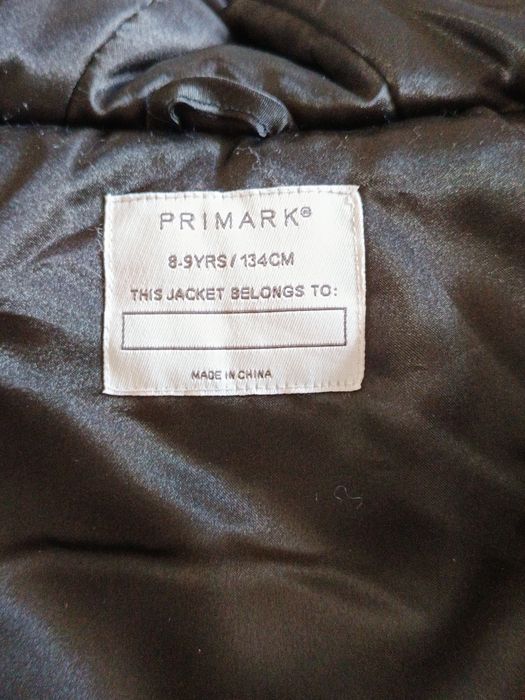 PRIMARK®
8-9YRS / 134CM
THIS JACKET BELONGS TO:
MADE IN CHINA